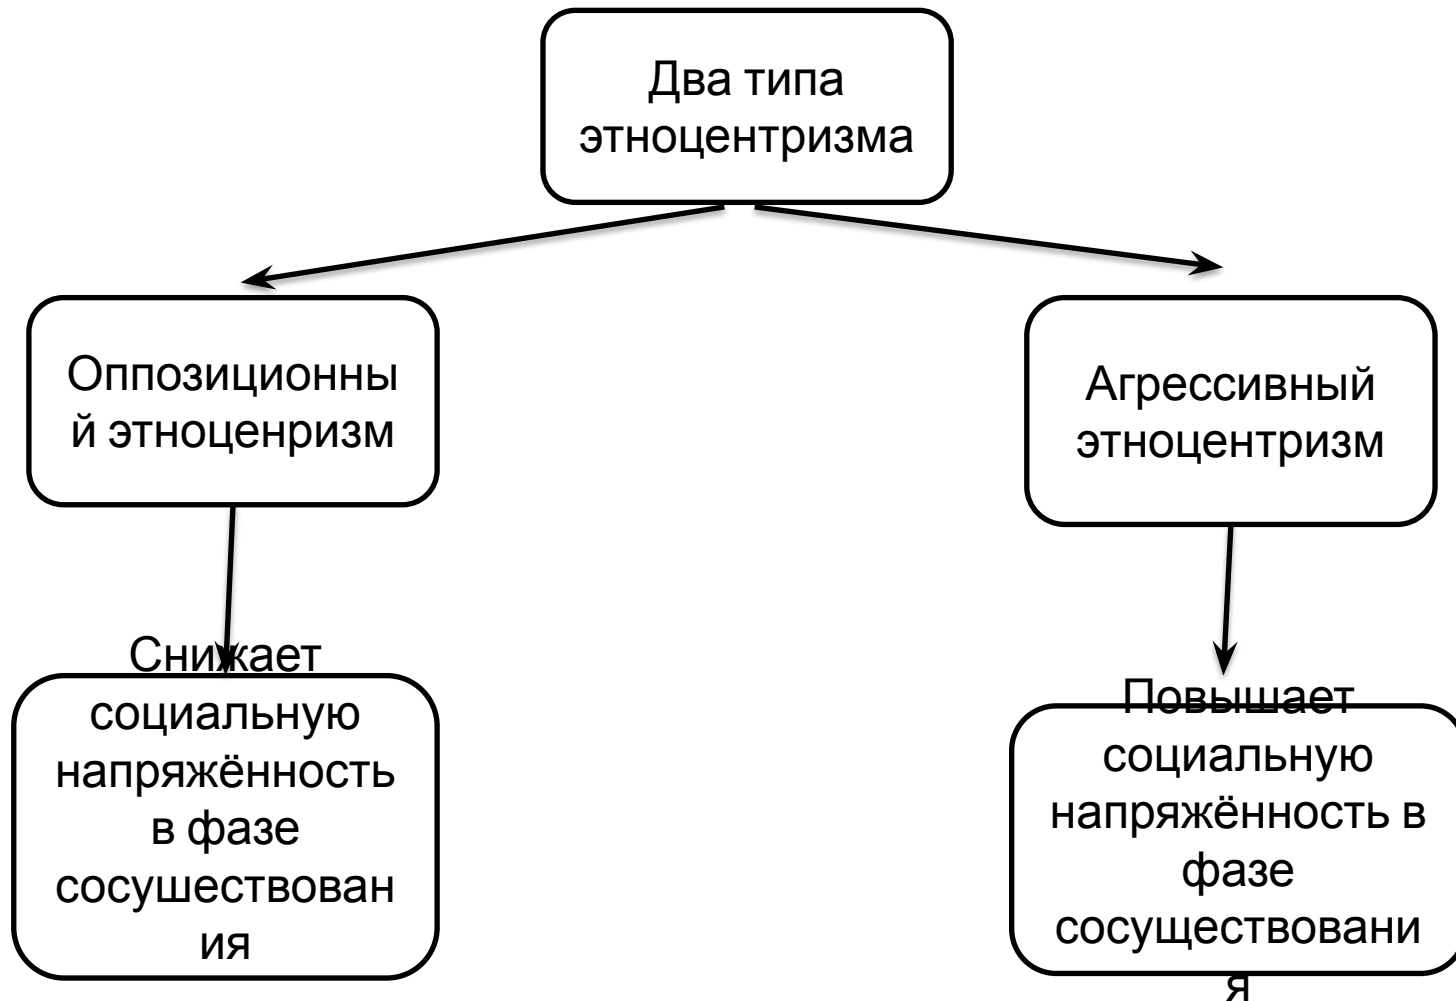 Два типа
этноцентризма
Оппозиционны
й этноценризм
Агрессивный
этноцентризм
Снижает
социальную
напряжённость
в фазе
сосушествован
ия
Повышает
социальную
напряжённость в
фазе
сосуществовани
я